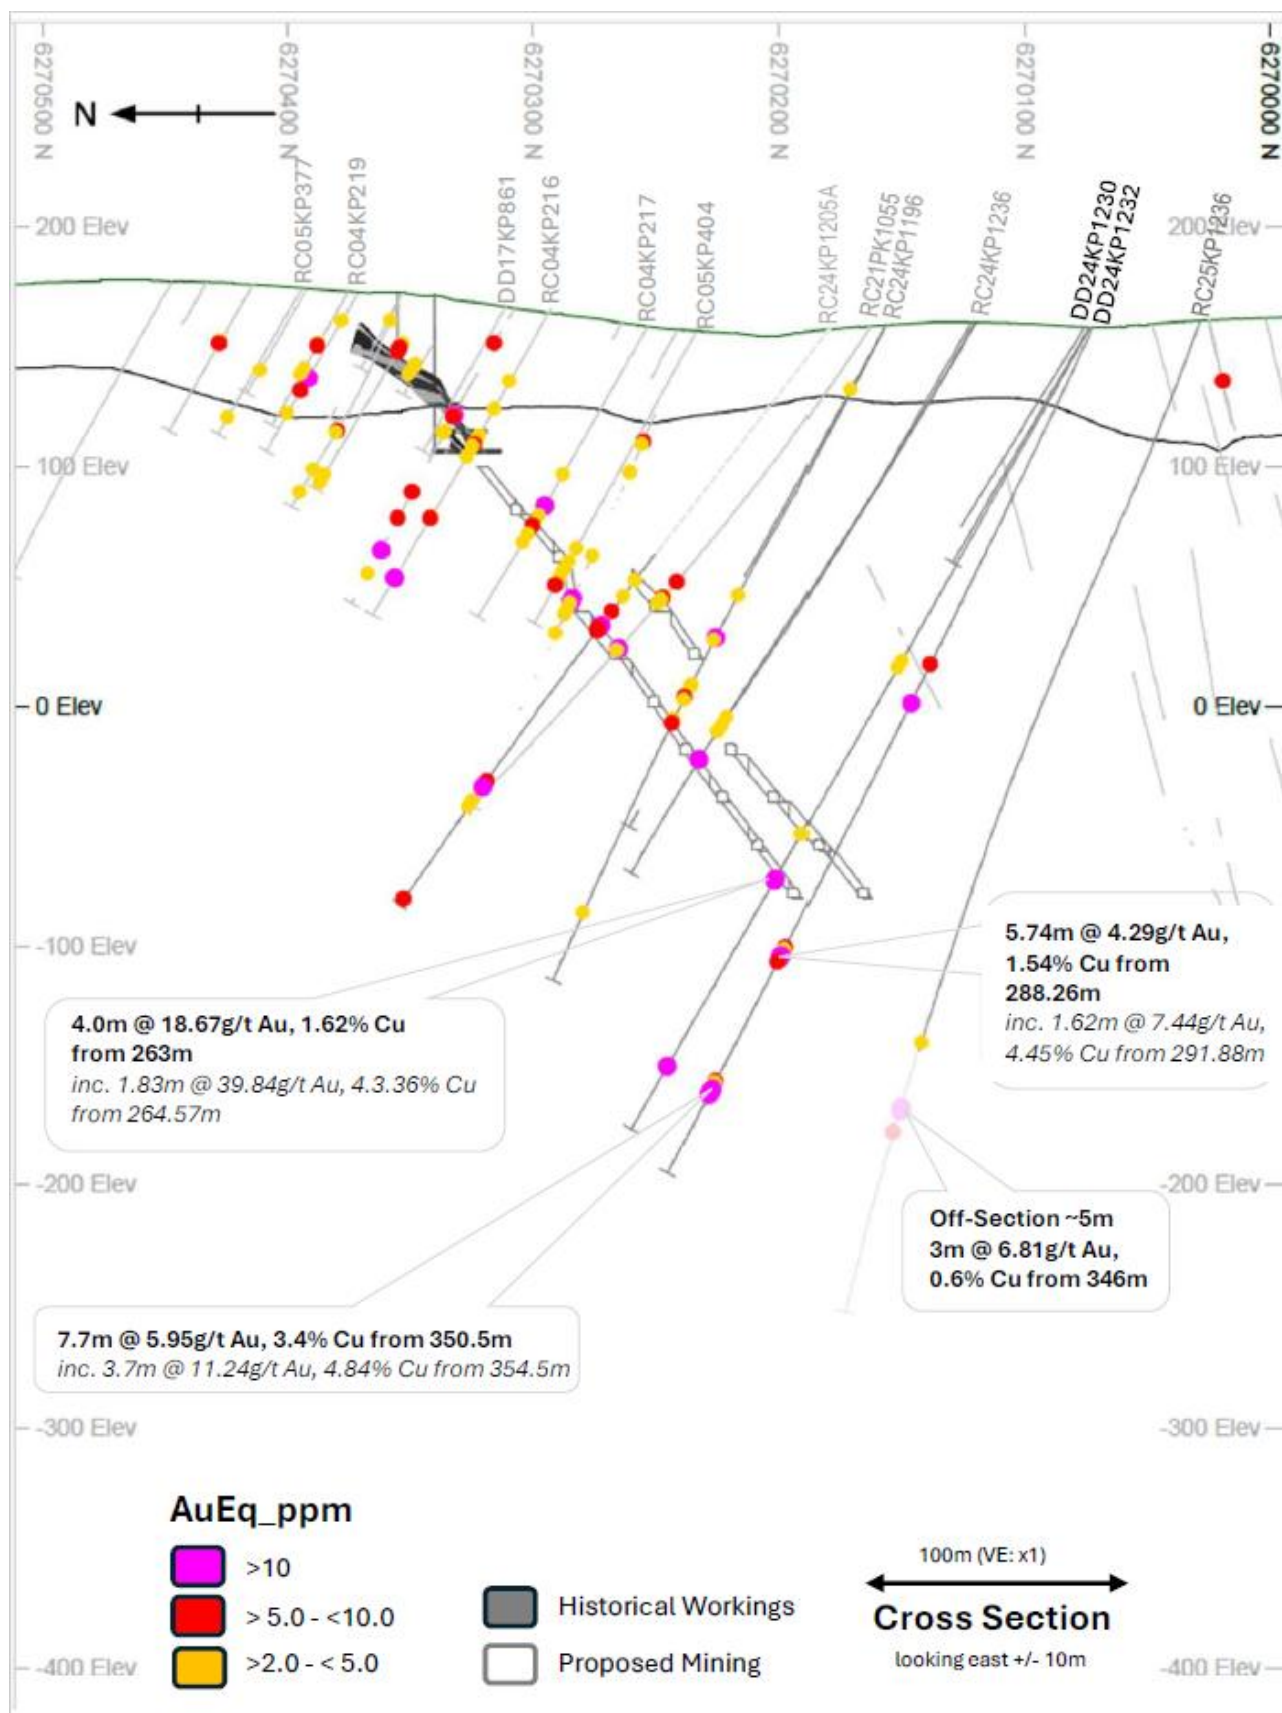 6270500 N
6270400 N
6270300 N
6270200 N
6270100 N
6270000 N
N
RC05KP377
RC04KP219
DD17KP861
RC04KP216
RC04KP217
RC05KP404
RC24KP1205A
RC21PK1055
RC24KP1196
RC24KP1236
DD24KP1230
DD24KP1232
RC25KP1236
200 Elev
200 Elev
100 Elev
100 Elev
0 Elev
0 Elev
-100 Elev
5.74m @ 4.29g/t Au,
1.54% Cu from
288.26m
inc. 1.62m @ 7.44g/t Au,
4.45% Cu from 291.88m
4.0m @ 18.67g/t Au, 1.62% Cu
from 263m
inc. 1.83m @ 39.84g/t Au, 4.3.36% Cu
from 264.57m
-200 Elev
-200 Elev
Off-Section ~5m
3m @ 6.81g/t Au,
0.6% Cu from 346m
7.7m @ 5.95g/t Au, 3.4% Cu from 350.5m
inc. 3.7m @ 11.24g/t Au, 4.84% Cu from 354.5m
-300 Elev
-300 Elev
AuEq_ppm
>10
> 5.0 - <10.0
>2.0 - < 5.0
Historical Workings
Proposed Mining
100m (VE: x1)
Cross Section
looking east +/- 10m
-400 Elev
-400 Elev